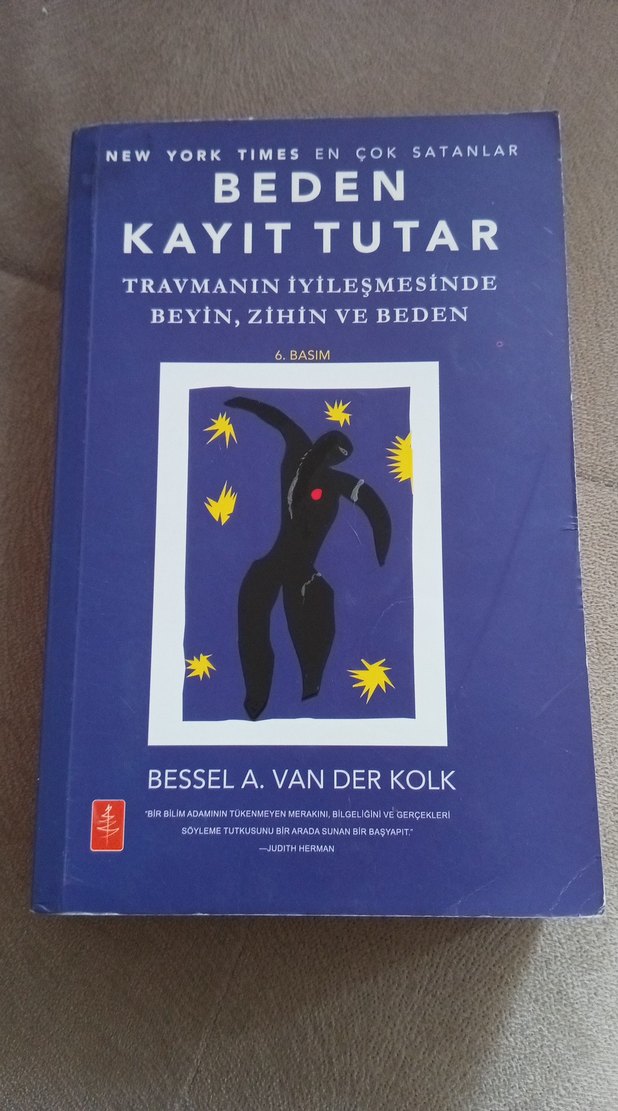 NEW YORK TIMES EN ÇOK SATANLAR
BEDEN
KAYIT TUTAR
TRAVMANIN İYİLEŞMESİNDE
BEYİN, ZİHİN VE BEDEN
6. BASIM
BESSEL A. VAN DER KOLK
"BİR BİLİM ADAMININ TÜKENMEYEN MERAKINI, BİLGELİĞİNİ VE GERÇEKLERİ
SÖYLEME TUTKUSUNU BİR ARADA SUNAN BİR BAŞYAPIT."
—JUDITH HERMAN